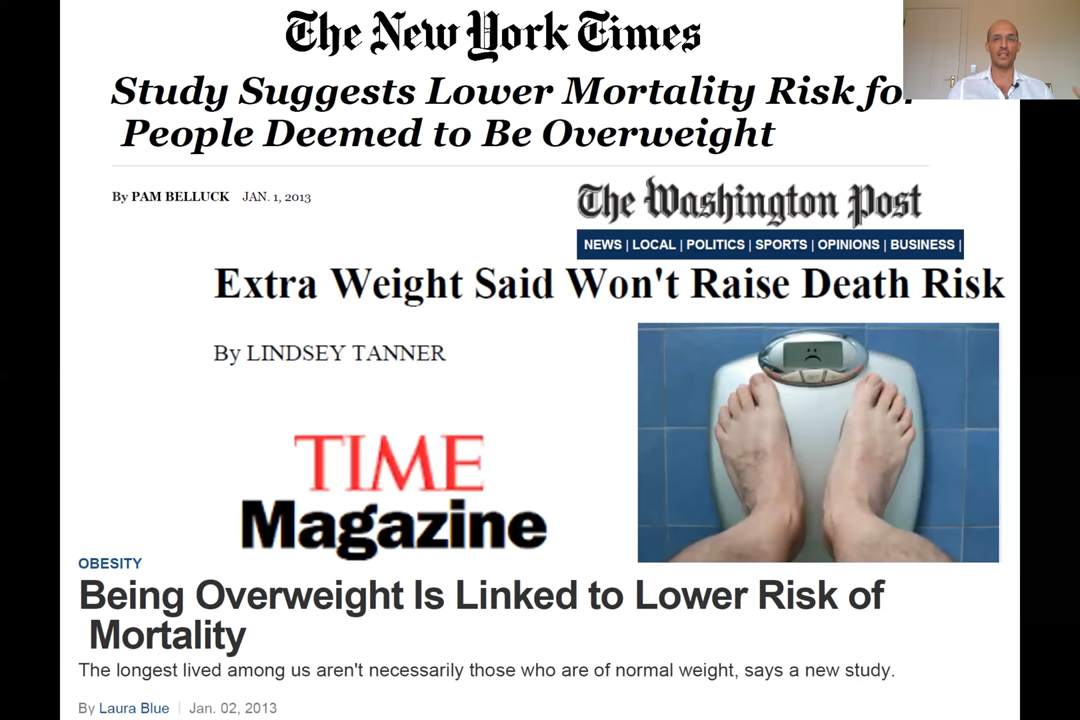 The New York Times
Study Suggests Lower Mortality Risk for
People Deemed to Be Overweight
By PAM BELLUCK JAN. 1, 2013
The Washington Post
NEWS | LOCAL | POLITICS | SPORTS | OPINIONS | BUSINESS |
Extra Weight Said Won't Raise Death Risk
By LINDSEY TANNER
TIME
Magazine
OBESITY
Being Overweight Is Linked to Lower Risk of
Mortality
The longest lived among us aren't necessarily those who are of normal weight, says a new study.
By Laura Blue | Jan. 02, 2013